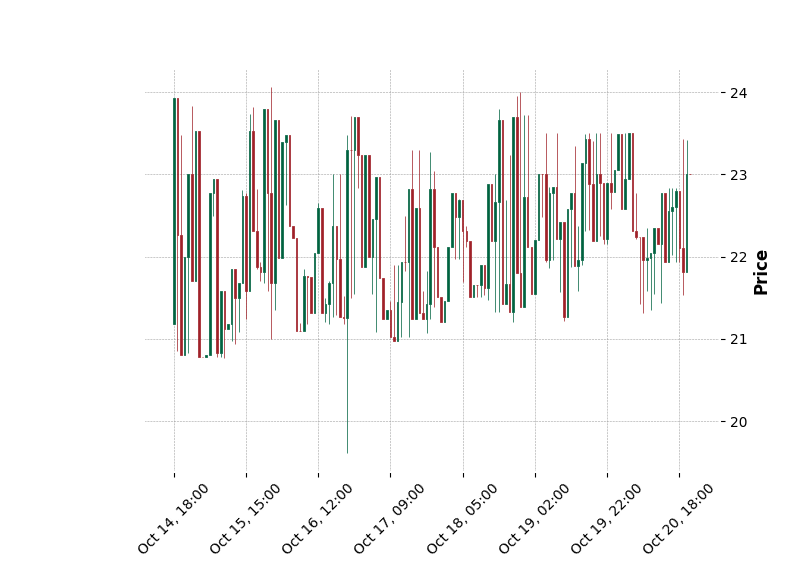 24
23
22
21
20
Price
Oct 14, 18:00
Oct 15, 15:00
Oct 16, 12:00
Oct 17, 09:00
Oct 18, 05:00
Oct 19, 02:00
Oct 19, 22:00
Oct 20, 18:00